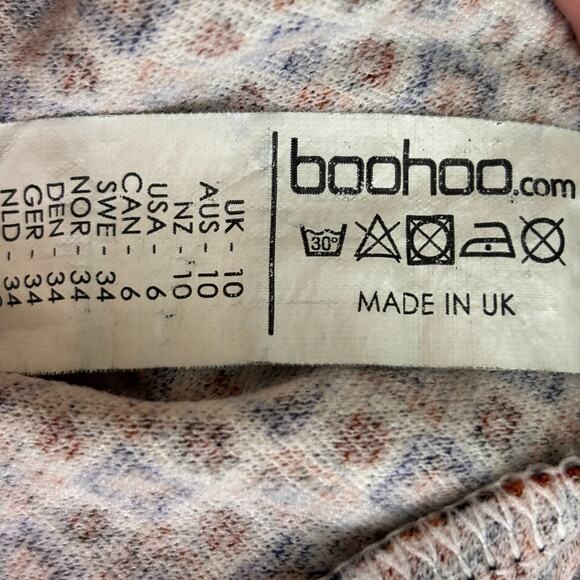 UK - 10
AUS - 10
NZ - 10
USA - 6
CAN - 6
SWE - 34
NOR - 34
DEN - 34
GER - 34
NLD - 34
boohoo.com
30°
MADE IN UK